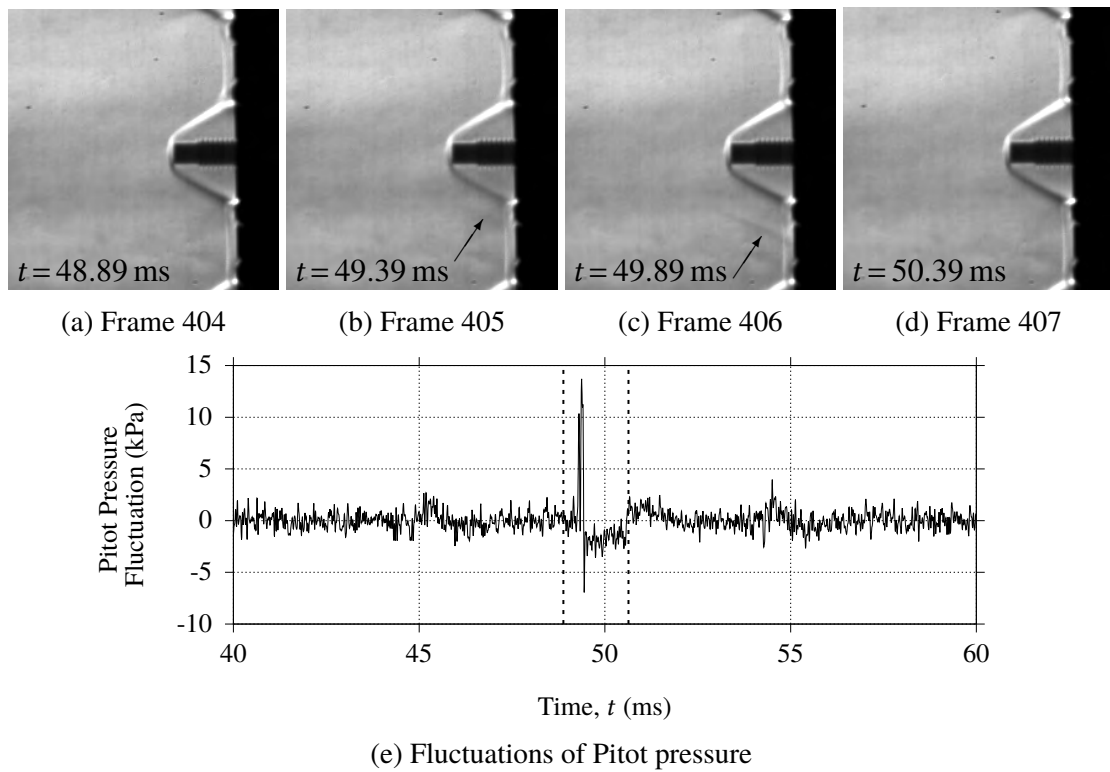 t = 48.89 ms
t = 49.39 ms
t = 49.89 ms
t = 50.39 ms
(a) Frame 404
(b) Frame 405
(c) Frame 406
(d) Frame 407
15
10
5
0
-5
-10
Pitot Pressure
Fluctuation (kPa)
40
45
50
55
60
Time, t (ms)
(e) Fluctuations of Pitot pressure